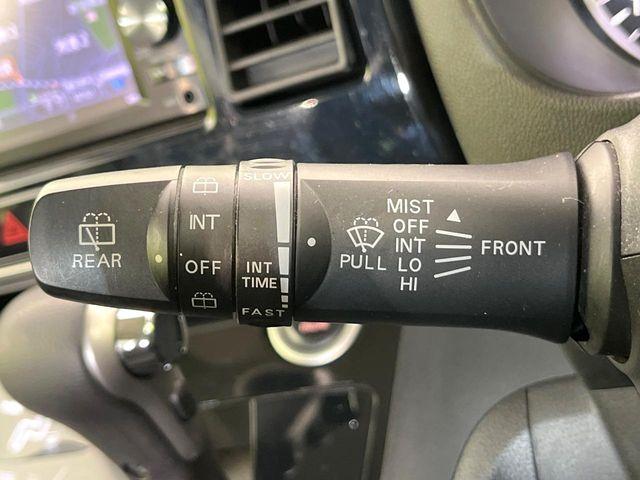 REAR
INT
OFF
SLOW
INT
TIME
FAST
PULL
MIST
OFF
INT
LO
HI
FRONT